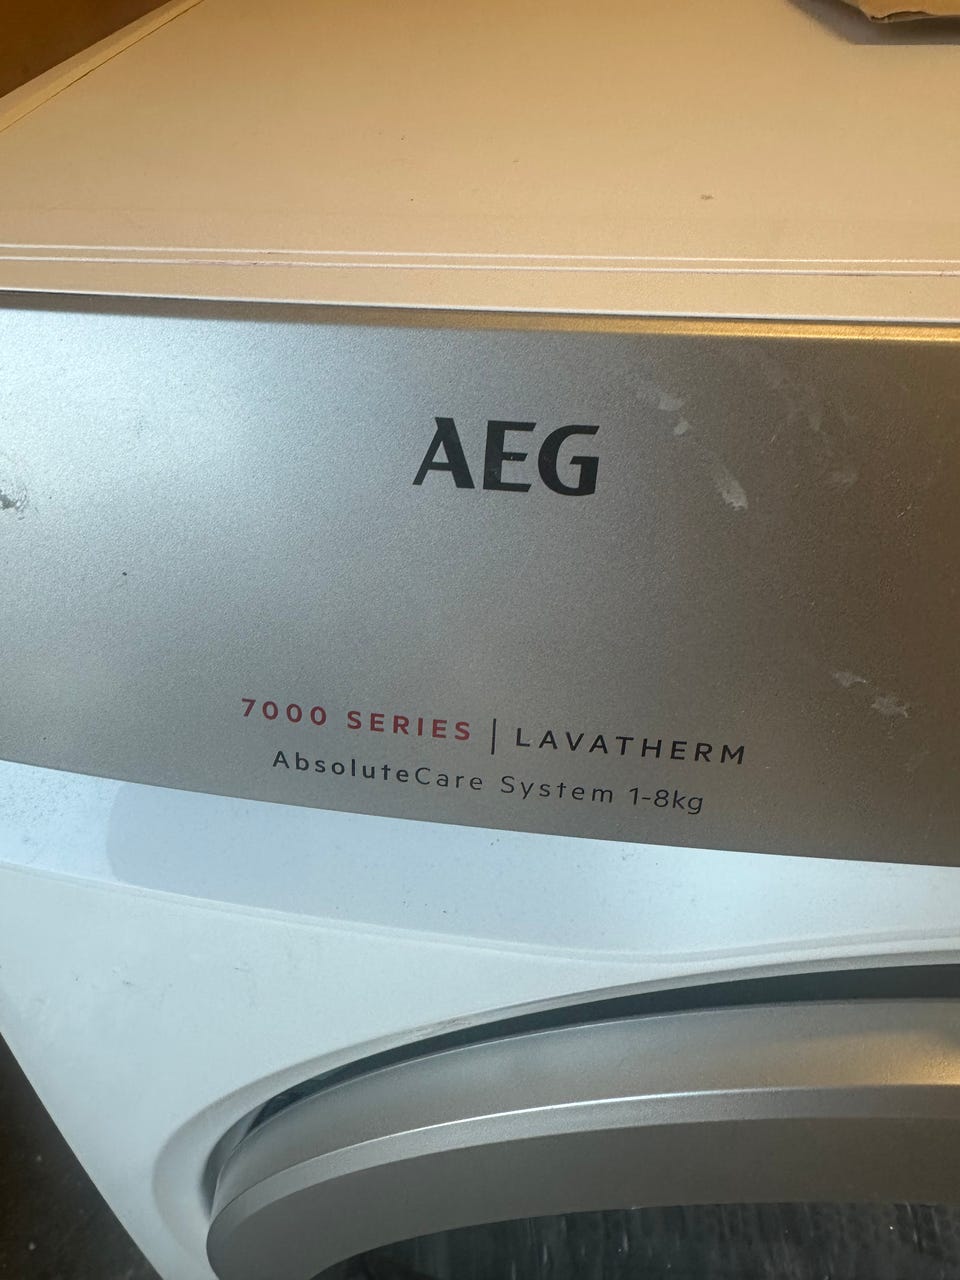 AEG
7000 SERIES | LAVATHERM
AbsoluteCare System 1-8kg